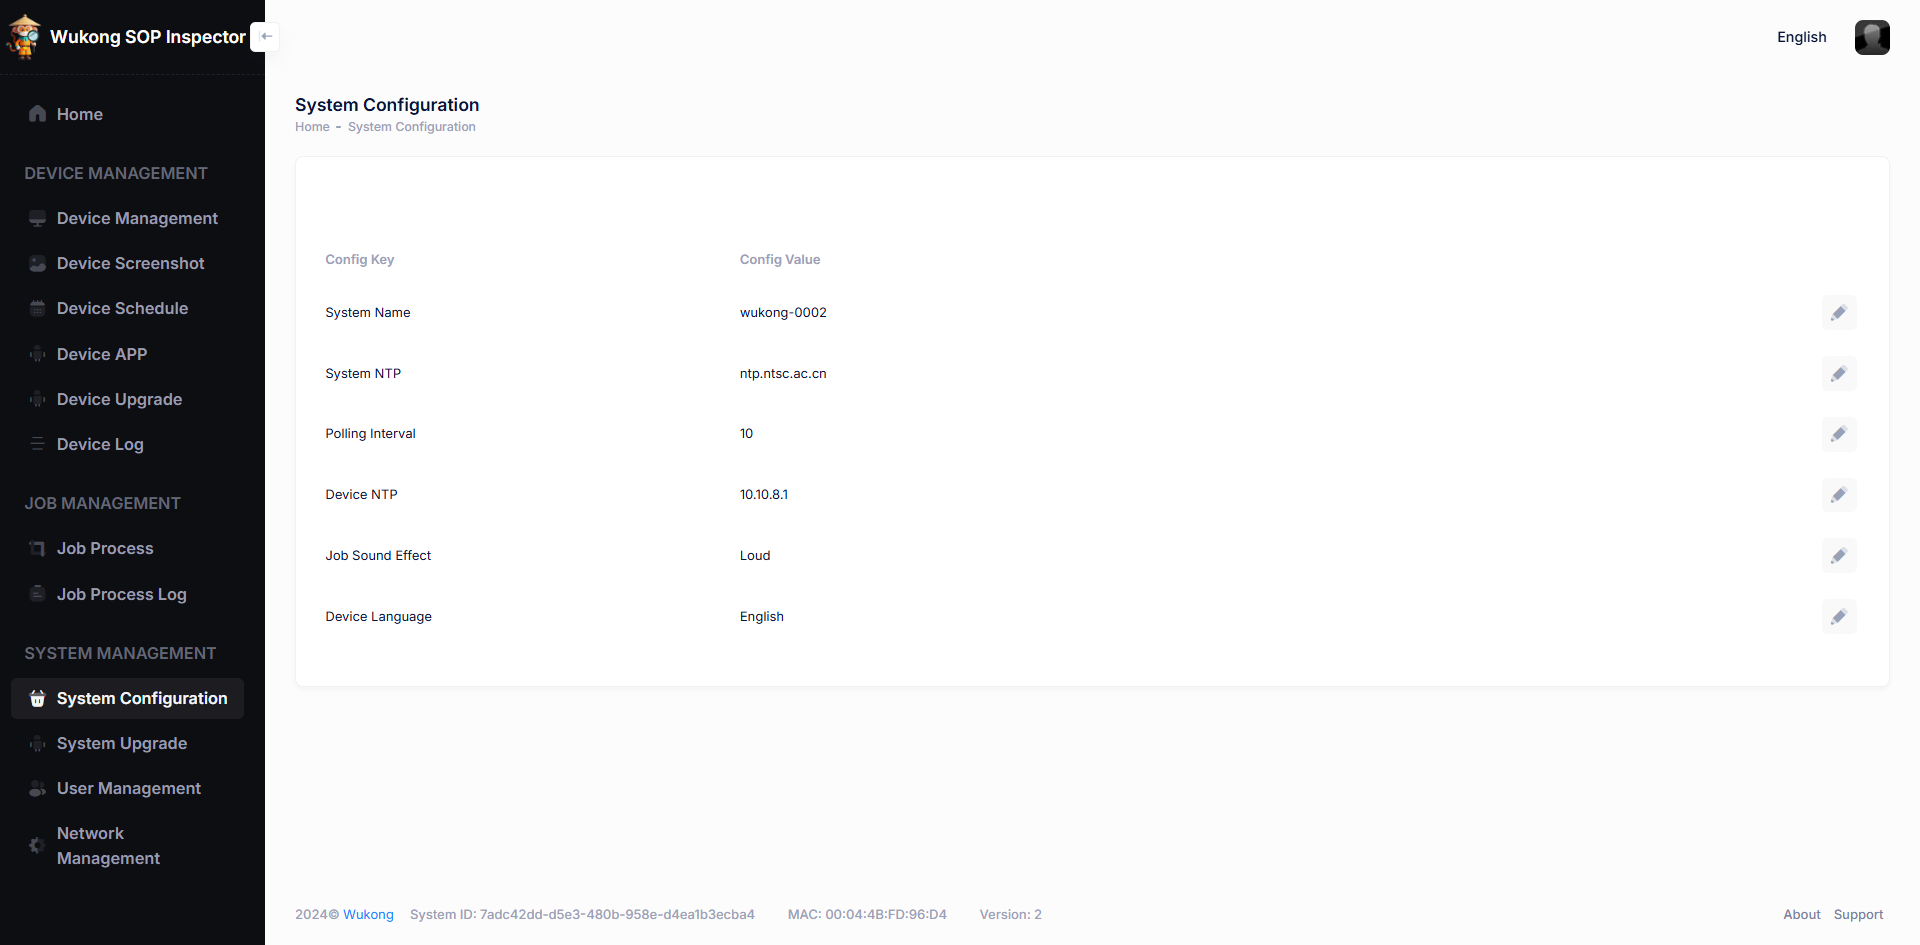 Wukong SOP Inspector
English
Home
DEVICE MANAGEMENT
Device Management
Device Screenshot
Device Schedule
Device APP
Device Upgrade
Device Log
JOB MANAGEMENT
Job Process
Job Process Log
SYSTEM MANAGEMENT
System Configuration
System Upgrade
User Management
Network
Management
System Configuration
Home - System Configuration
Config Key Config Value
System Name wukong-0002
System NTP ntp.ntsc.ac.cn
Polling Interval 10
Device NTP 10.10.8.1
Job Sound Effect Loud
Device Language English
2024© Wukong System ID: 7adc42dd-d5e3-480b-958e-d4ea1b3ecba4 MAC: 00:04:4B:FD:96:D4 Version: 2 About Support